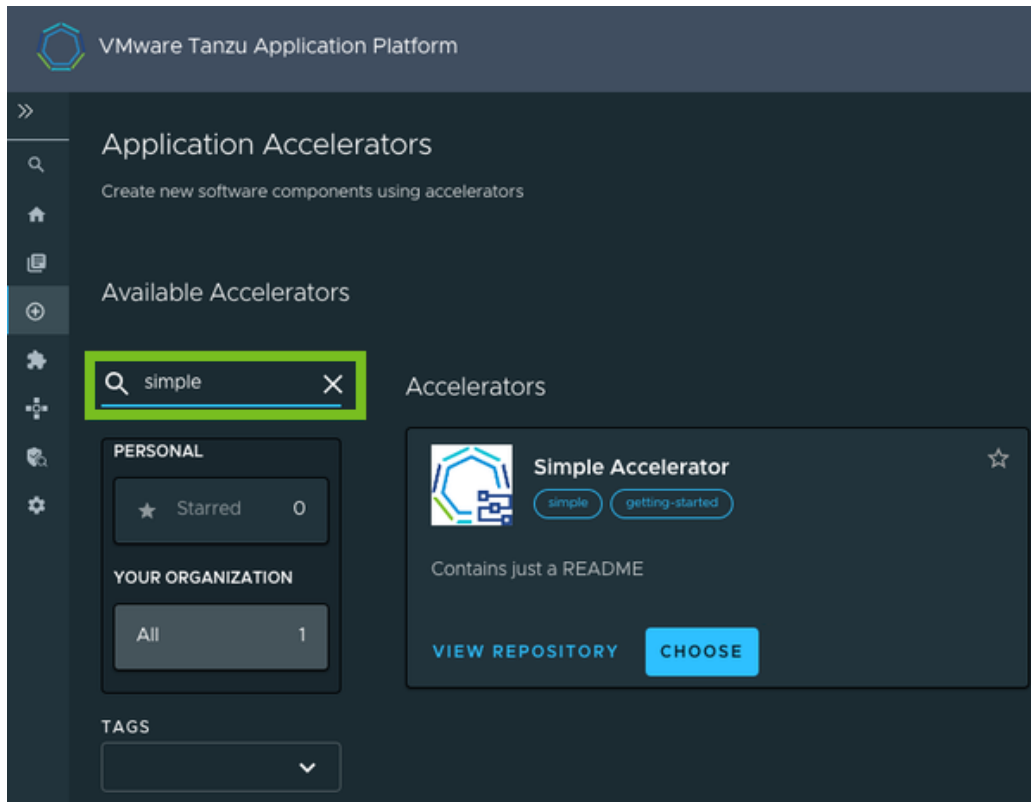 VMware Tanzu Application Platform
Application Accelerators
Create new software components using accelerators
Available Accelerators
simple
PERSONAL
Starred 0
YOUR ORGANIZATION
All 1
TAGS
Accelerators
Simple Accelerator
simple getting-started
Contains just a README
VIEW REPOSITORY CHOOSE